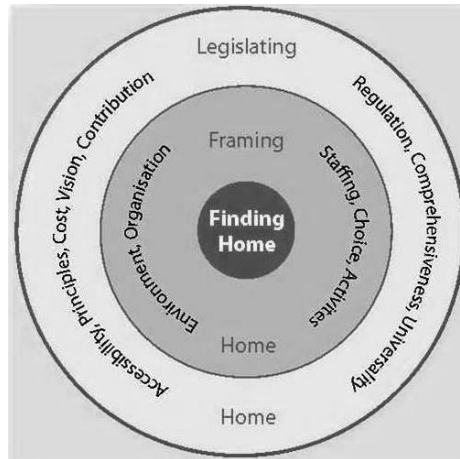 Legislating
Accessibility, Principles, Cost, Vision, Contribution
Regulation, Comprehensiveness, Universality
Framing
Environment, Organisation
Staffing, Choice, Activites
Finding
Home
Home
Home